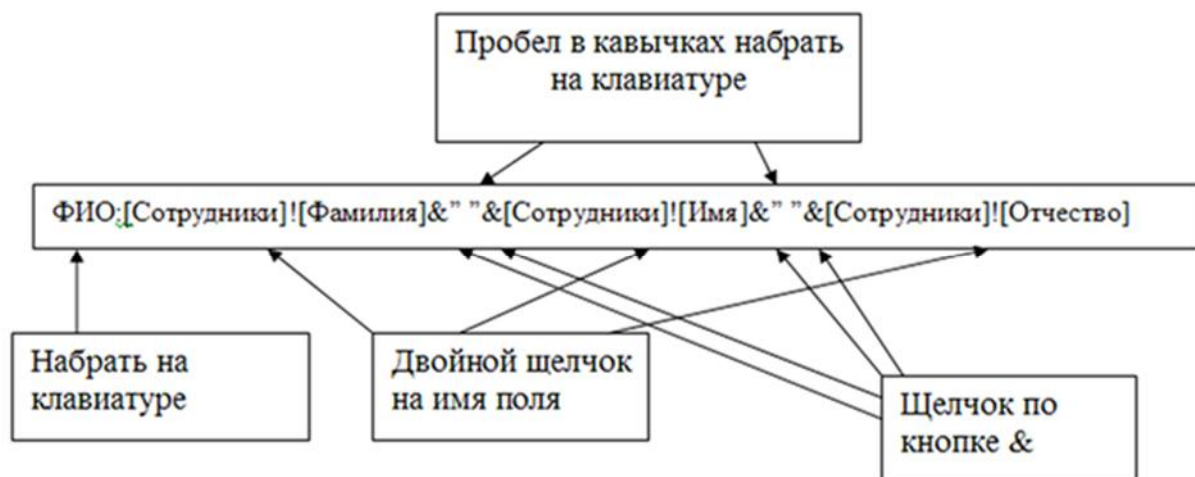 Пробел в кавычках набрать
на клавиатуре
ФИО:[Сотрудники]![Фамилия]&” ”&[Сотрудники]![Имя]&” ”&[Сотрудники]![Отчество]
Набрать на
клавиатуре
Двойной щелчок
на имя поля
Щелчок по
кнопке &